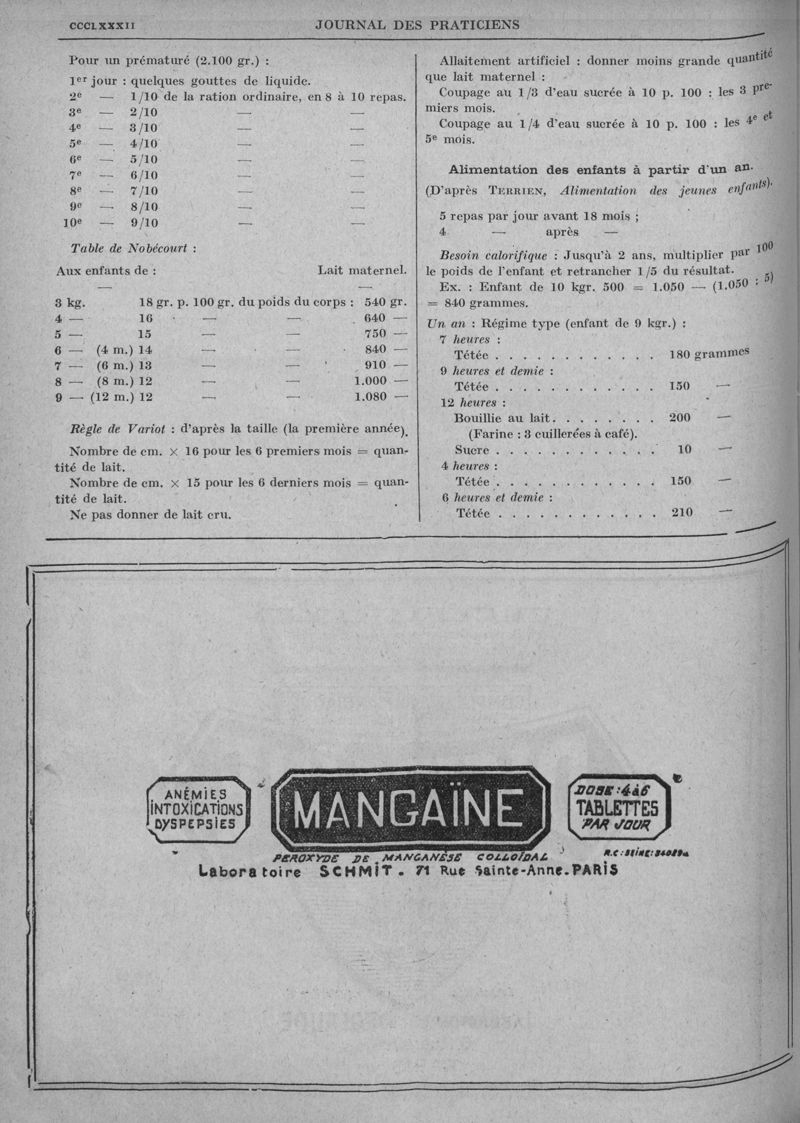 CCCLXXXII JOURNAL DES PRATICIENS
Pour un prématuré (2.100 gr.) :
1er jour : quelques gouttes de liquide.
2e — 1/10 de la ration ordinaire, en 8 à 10 repas.
3e — 2/10 — —
4e — 3/10 — —
5e — 4/10 — —
6e — 5/10 — —
7e — 6/10 — —
8e — 7/10 — —
9e — 8/10 — —
10e — 9/10 — —
Table de Nobécourt :
Aux enfants de : Lait maternel.
— —
3 kg. 18 gr. p. 100 gr. du poids du corps : 540 gr.
4 — 16 — — 640 —
5 — 15 — — 750 —
6 — (4 m.) 14 — — 840 —
7 — (6 m.) 13 — — 910 —
8 — (8 m.) 12 — — 1.000 —
9 — (12 m.) 12 — — 1.080 —
Règle de Variot : d'après la taille (la première année).
Nombre de cm. × 16 pour les 6 premiers mois = quan-
tité de lait.
Nombre de cm. × 15 pour les 6 derniers mois = quan-
tité de lait.
Ne pas donner de lait cru.
Allaitement artificiel : donner moins grande quantité
que lait maternel :
Coupage au 1/3 d'eau sucrée à 10 p. 100 : les 3 pre-
miers mois.
Coupage au 1/4 d'eau sucrée à 10 p. 100 : les 4e et
5e mois.
Alimentation des enfants à partir d'un an.
(D'après TERRIEN, Alimentation des jeunes enfants).
5 repas par jour avant 18 mois ;
4 — après —
Besoin calorifique : Jusqu'à 2 ans, multiplier par 100
le poids de l'enfant et retrancher 1/5 du résultat.
Ex. : Enfant de 10 kgr. 500 = 1.050 — (1.050 : 5)
= 840 grammes.
Un an : Régime type (enfant de 9 kgr.) :
7 heures :
Tétée . . . . . . . . . . . . 180 grammes
9 heures et demie :
Tétée . . . . . . . . . . . . 150 —
12 heures :
Bouillie au lait. . . . . . . . 200 —
(Farine : 3 cuillerées à café).
Sucre . . . . . . . . . . . . 10 —
4 heures :
Tétée . . . . . . . . . . . . 150 —
6 heures et demie :
Tétée . . . . . . . . . . . . 210 —
ANÉMIES
INTOXICATIONS
DYSPEPSIES
MANGAÏNE
DOSE : 4 à 6
TABLETTES
PAR JOUR
PEROXYDE DE MANGANÈSE COLLOÏDAL
R.C : SEINE :
Laboratoire SCHMIT. 71 Rue Sainte-Anne.PARIS